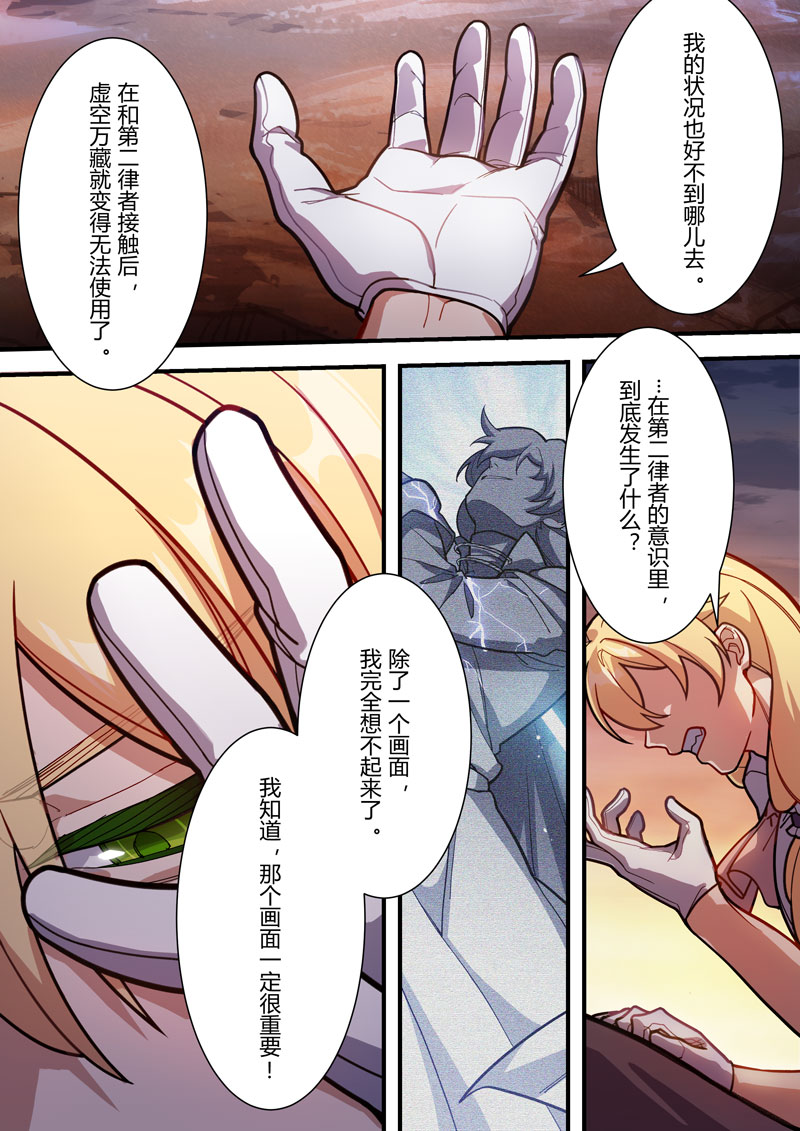 我的状况也好不到哪儿去。
在和第二律者接触后，
虚空万藏就变得无法使用了。
…在第二律者的意识里，
到底发生了什么？
除了一个画面，
我完全想不起来了。
我知道，那个画面一定很重要！